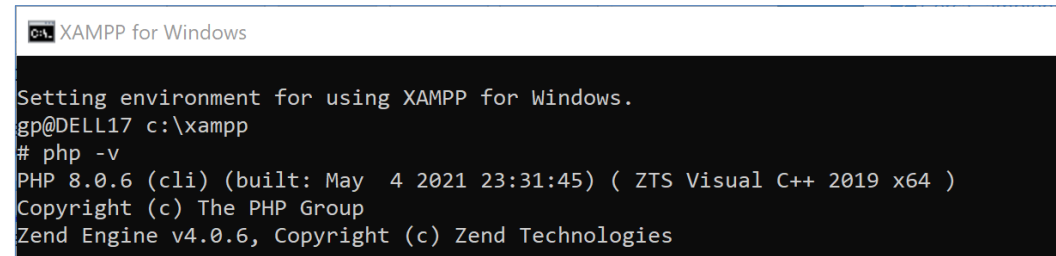 C:\.
XAMPP for Windows
Setting environment for using XAMPP for Windows.
gp@DELL17 c:\xampp
# php -v
PHP 8.0.6 (cli) (built: May  4 2021 23:31:45) ( ZTS Visual C++ 2019 x64 )
Copyright (c) The PHP Group
Zend Engine v4.0.6, Copyright (c) Zend Technologies